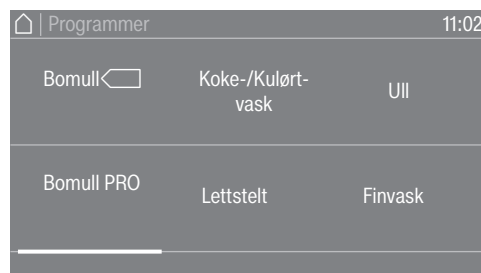 Programmer
11:02
Bomull
Koke-/Kulørt-
vask
Ull
Bomull PRO
Lettstelt
Finvask